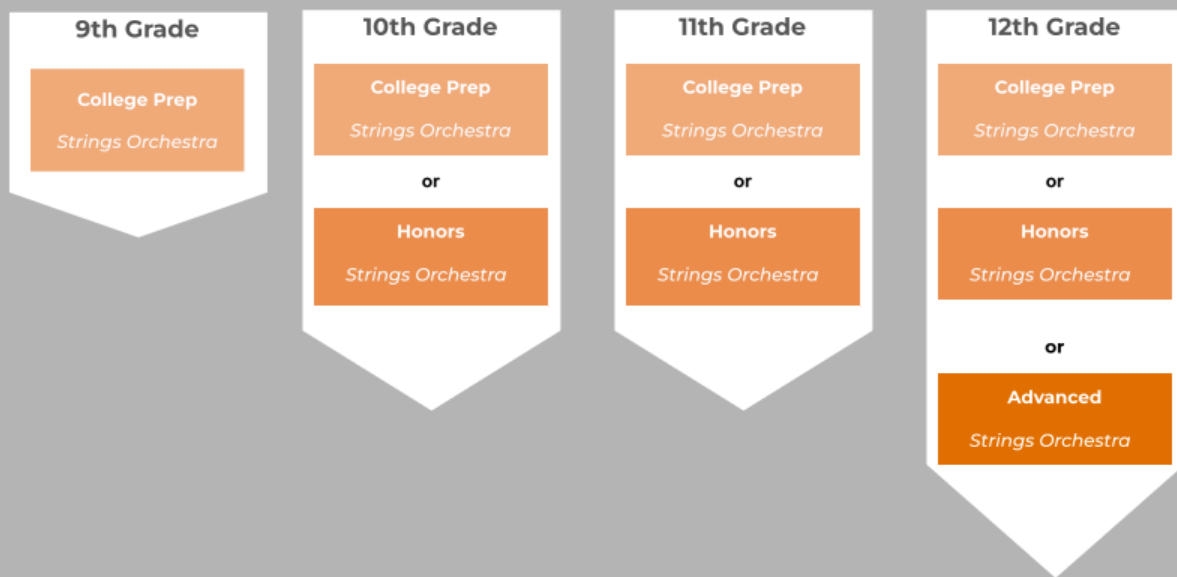 9th Grade
College Prep
Strings Orchestra
10th Grade
College Prep
Strings Orchestra
or
Honors
Strings Orchestra
11th Grade
College Prep
Strings Orchestra
or
Honors
Strings Orchestra
12th Grade
College Prep
Strings Orchestra
or
Honors
Strings Orchestra
or
Advanced
Strings Orchestra